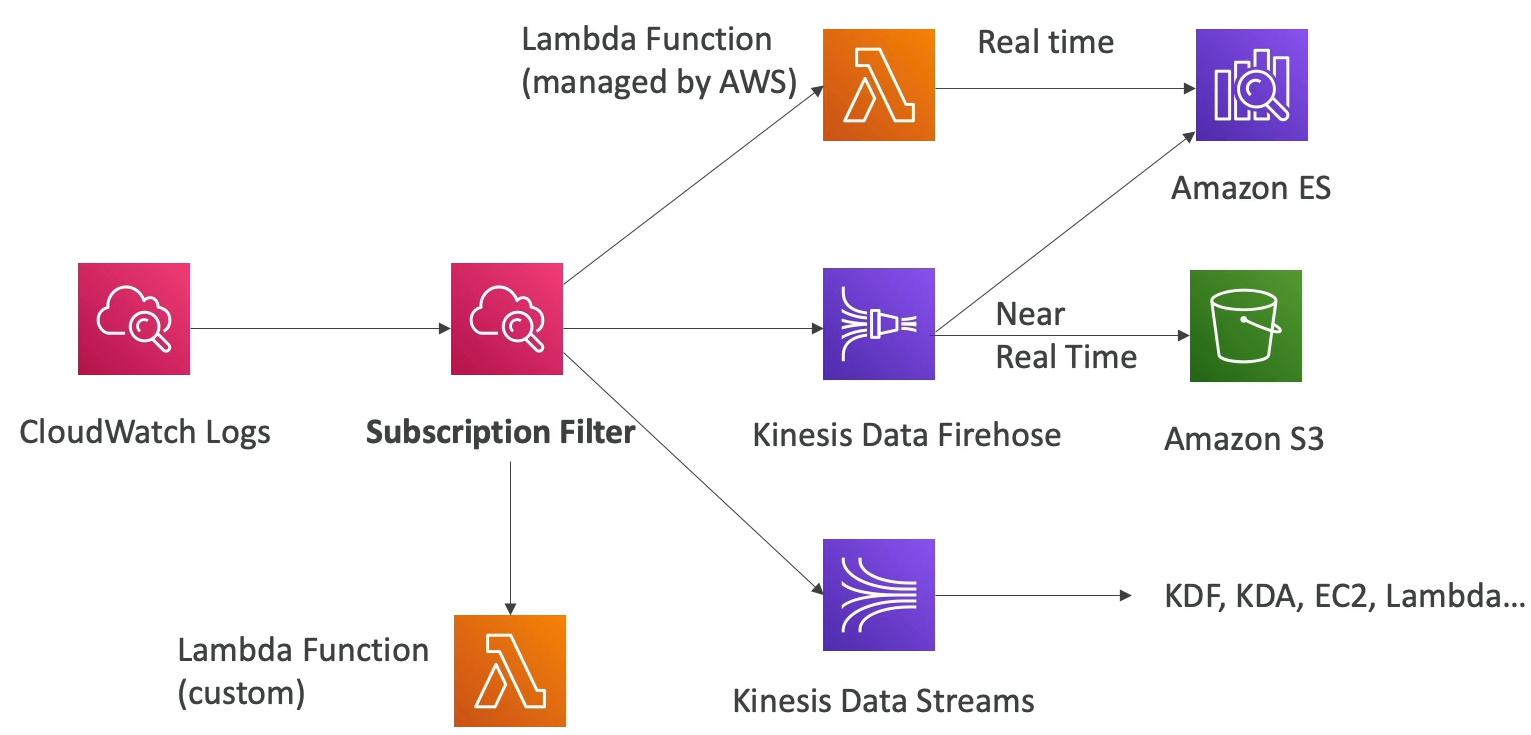 Lambda Function
(managed by AWS)
Real time
Amazon ES
Near
Real Time
CloudWatch Logs
Subscription Filter
Kinesis Data Firehose
Amazon S3
KDF, KDA, EC2, Lambda...
Lambda Function
(custom)
Kinesis Data Streams